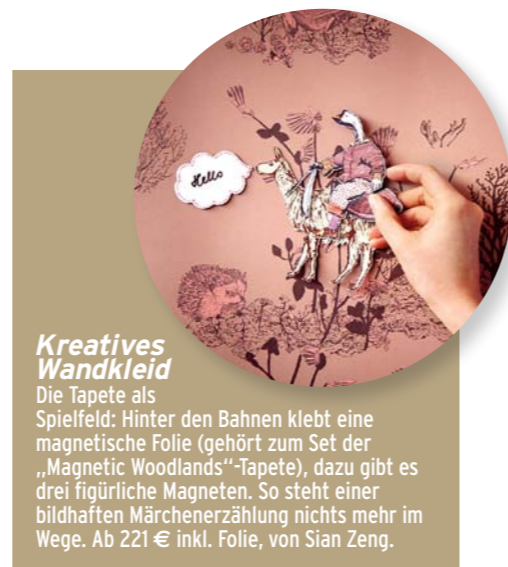 Hello
Kreatives
Wandkleid
Die Tapete als
Spielfeld: Hinter den Bahnen klebt eine
magnetische Folie (gehört zum Set der
„Magnetic Woodlands“-Tapete), dazu gibt es
drei figürliche Magneten. So steht einer
bildhaften Märchenerzählung nichts mehr im
Wege. Ab 221 € inkl. Folie, von Sian Zeng.